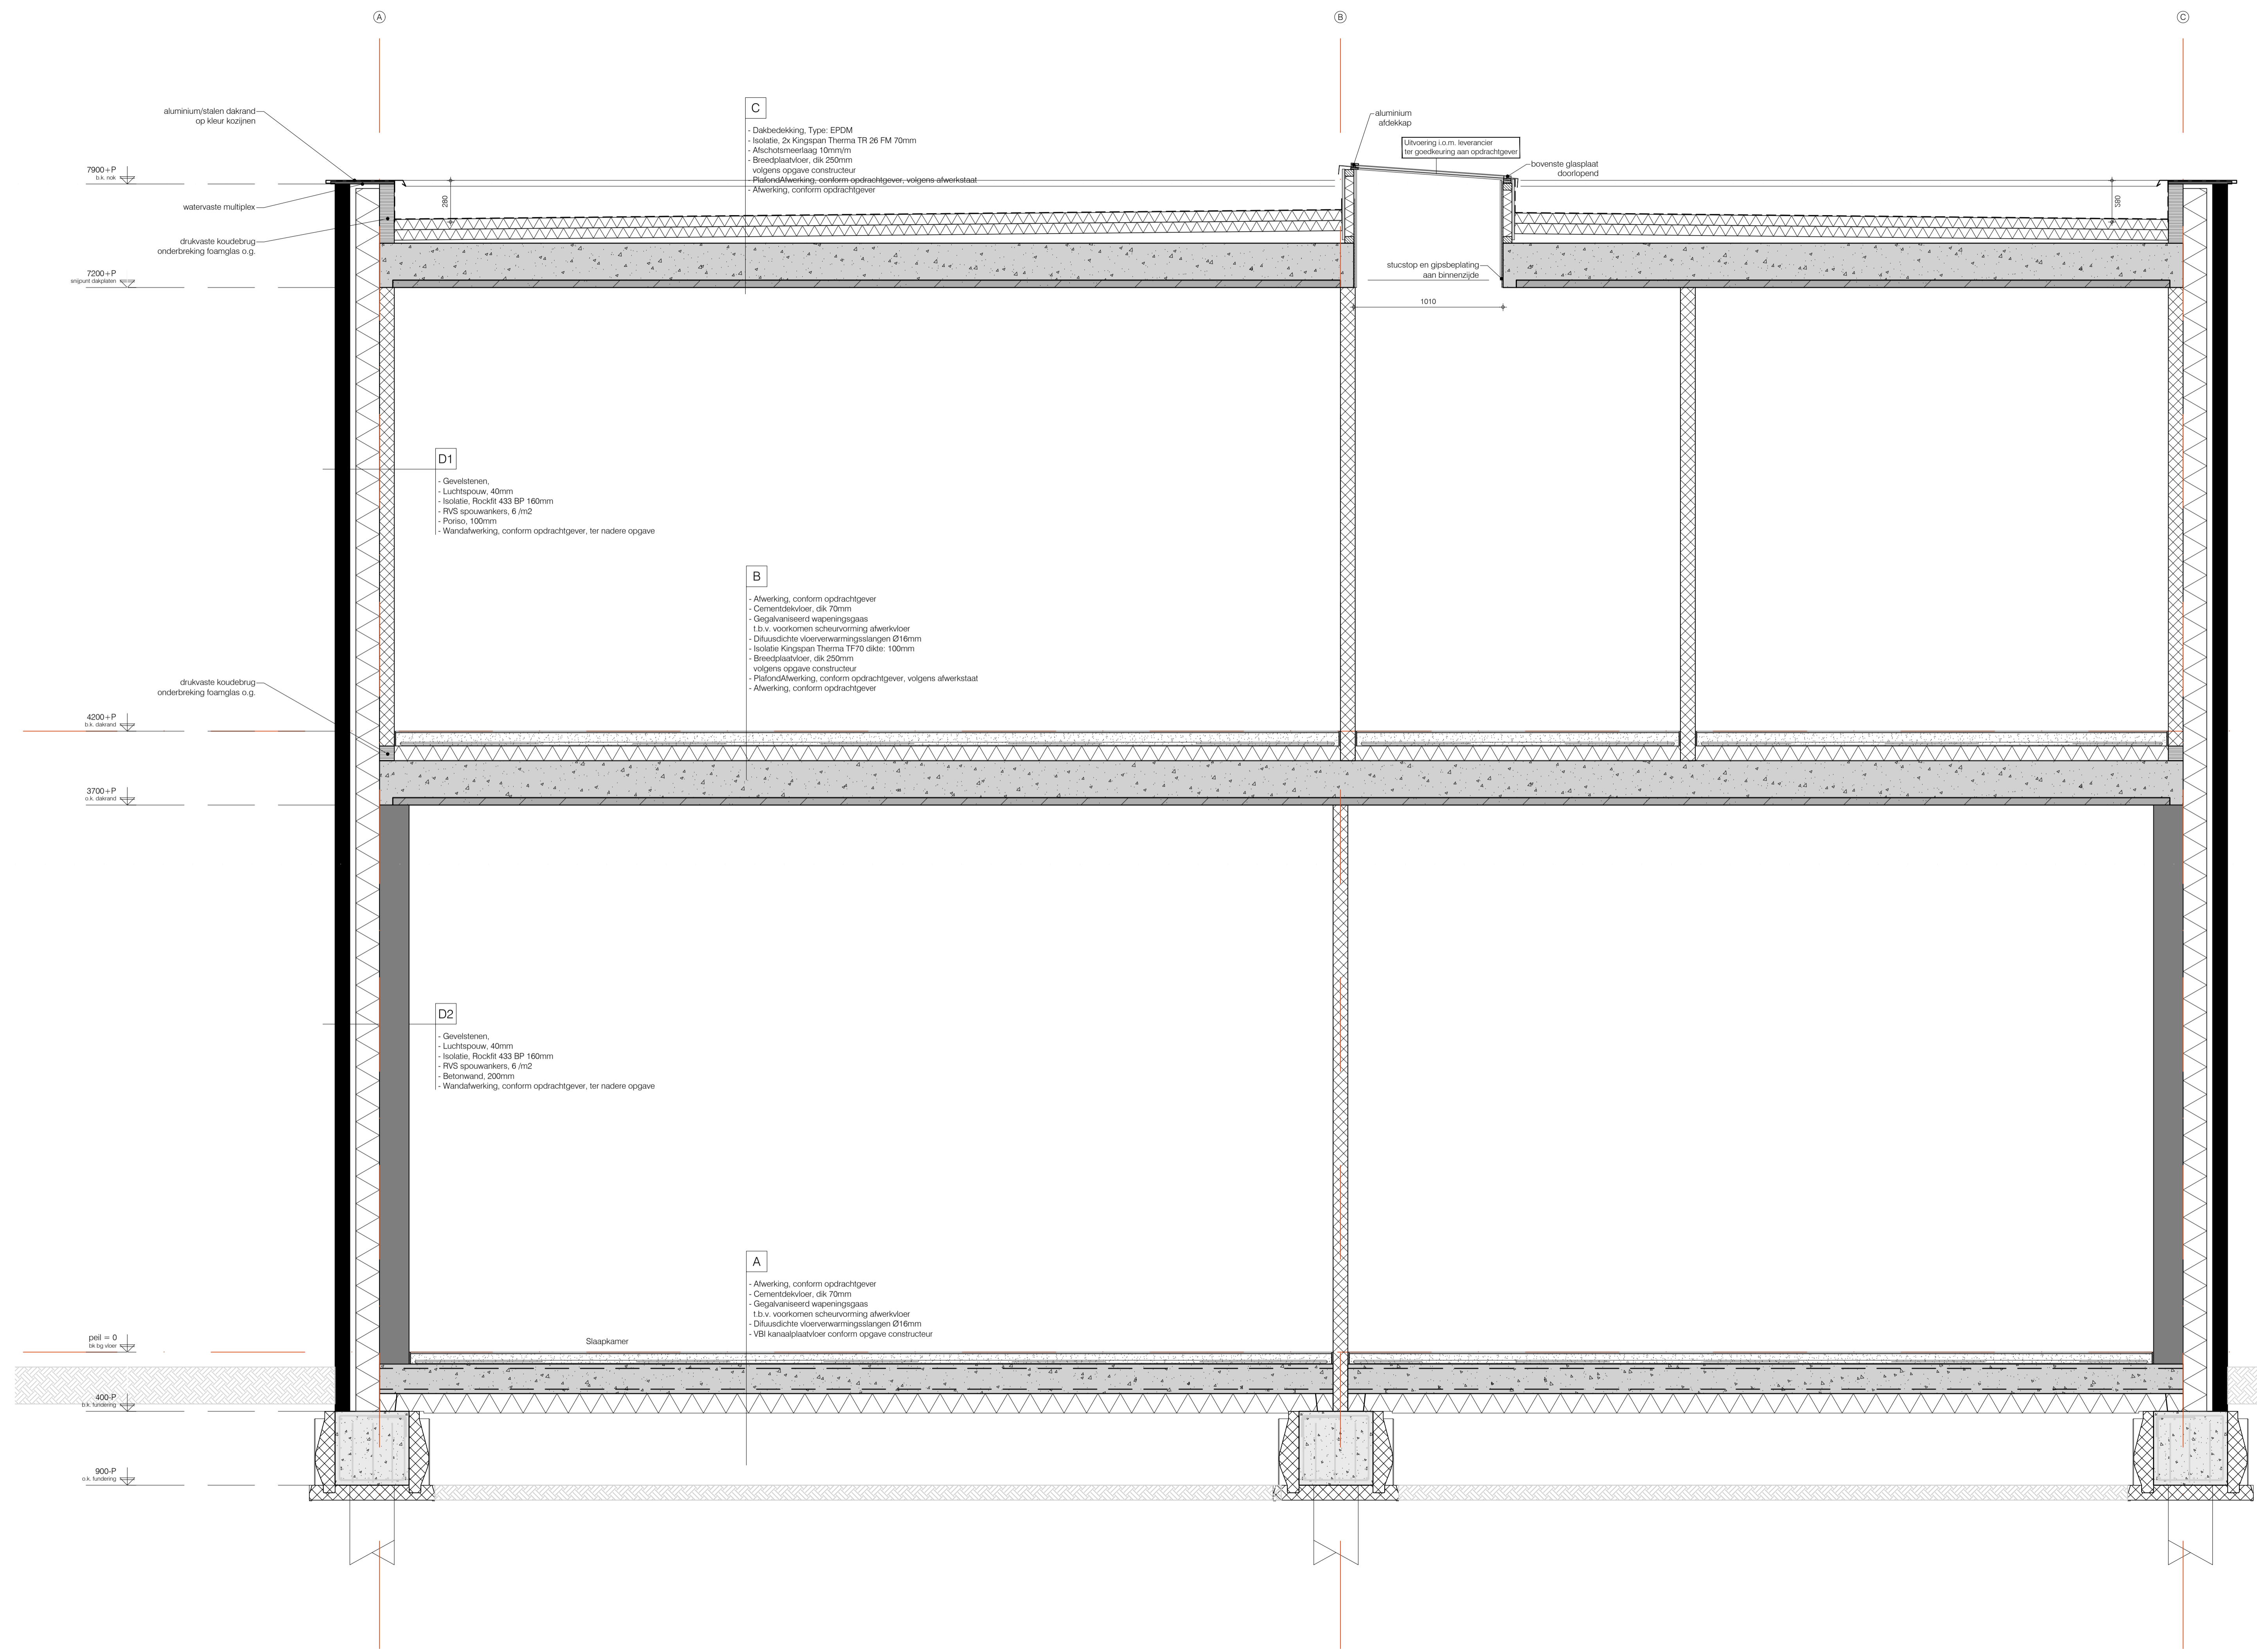 A
B
C
aluminium/stalen dakrand
op kleur kozijnen
C
- Dakbedekking, Type: EPDM
- Isolatie, 2x Kingspan Therma TR 26 FM 70mm
- Afschotsmeerlaag 10mm/m
- Breedplaatvloer, dik 250mm
volgens opgave constructeur
- PlafondAfwerking, conform opdrachtgever, volgens afwerkstaat
- Afwerking, conform opdrachtgever
aluminium
afdekkap
Uitvoering i.o.m. leverancier
ter goedkeuring aan opdrachtgever
bovenste glasplaat
doorlopend
7900+P
b.k. nok
watervaste multiplex
280
280
drukvaste koudebrug
onderbreking foamglas o.g.
7200+P
snijpunt dakplaten
stucstop en gipsbeplating
aan binnenzijde
1010
D1
- Gevelstenen,
- Luchtspouw, 40mm
- Isolatie, Rockfit 433 BP 160mm
- RVS spouwankers, 6 /m2
- Poriso, 100mm
- Wandafwerking, conform opdrachtgever, ter nadere opgave
B
- Afwerking, conform opdrachtgever
- Cementdekvloer, dik 70mm
- Gegalvaniseerd wapeningsgaas
t.b.v. voorkomen scheurvorming afwerkvloer
- Difuusdichte vloerverwarmingsslangen Ø16mm
- Isolatie Kingspan Therma TF70 dikte: 100mm
- Breedplaatvloer, dik 250mm
volgens opgave constructeur
- PlafondAfwerking, conform opdrachtgever, volgens afwerkstaat
- Afwerking, conform opdrachtgever
drukvaste koudebrug
onderbreking foamglas o.g.
4200+P
b.k. dakrand
3700+P
o.k. dakrand
D2
- Gevelstenen,
- Luchtspouw, 40mm
- Isolatie, Rockfit 433 BP 160mm
- RVS spouwankers, 6 /m2
- Betonwand, 200mm
- Wandafwerking, conform opdrachtgever, ter nadere opgave
A
- Afwerking, conform opdrachtgever
- Cementdekvloer, dik 70mm
- Gegalvaniseerd wapeningsgaas
t.b.v. voorkomen scheurvorming afwerkvloer
- Difuusdichte vloerverwarmingsslangen Ø16mm
- VBI kanaalplaatvloer conform opgave constructeur
Slaapkamer
peil = 0
bk bg vloer
400-P
b.k. fundering
900-P
o.k. fundering